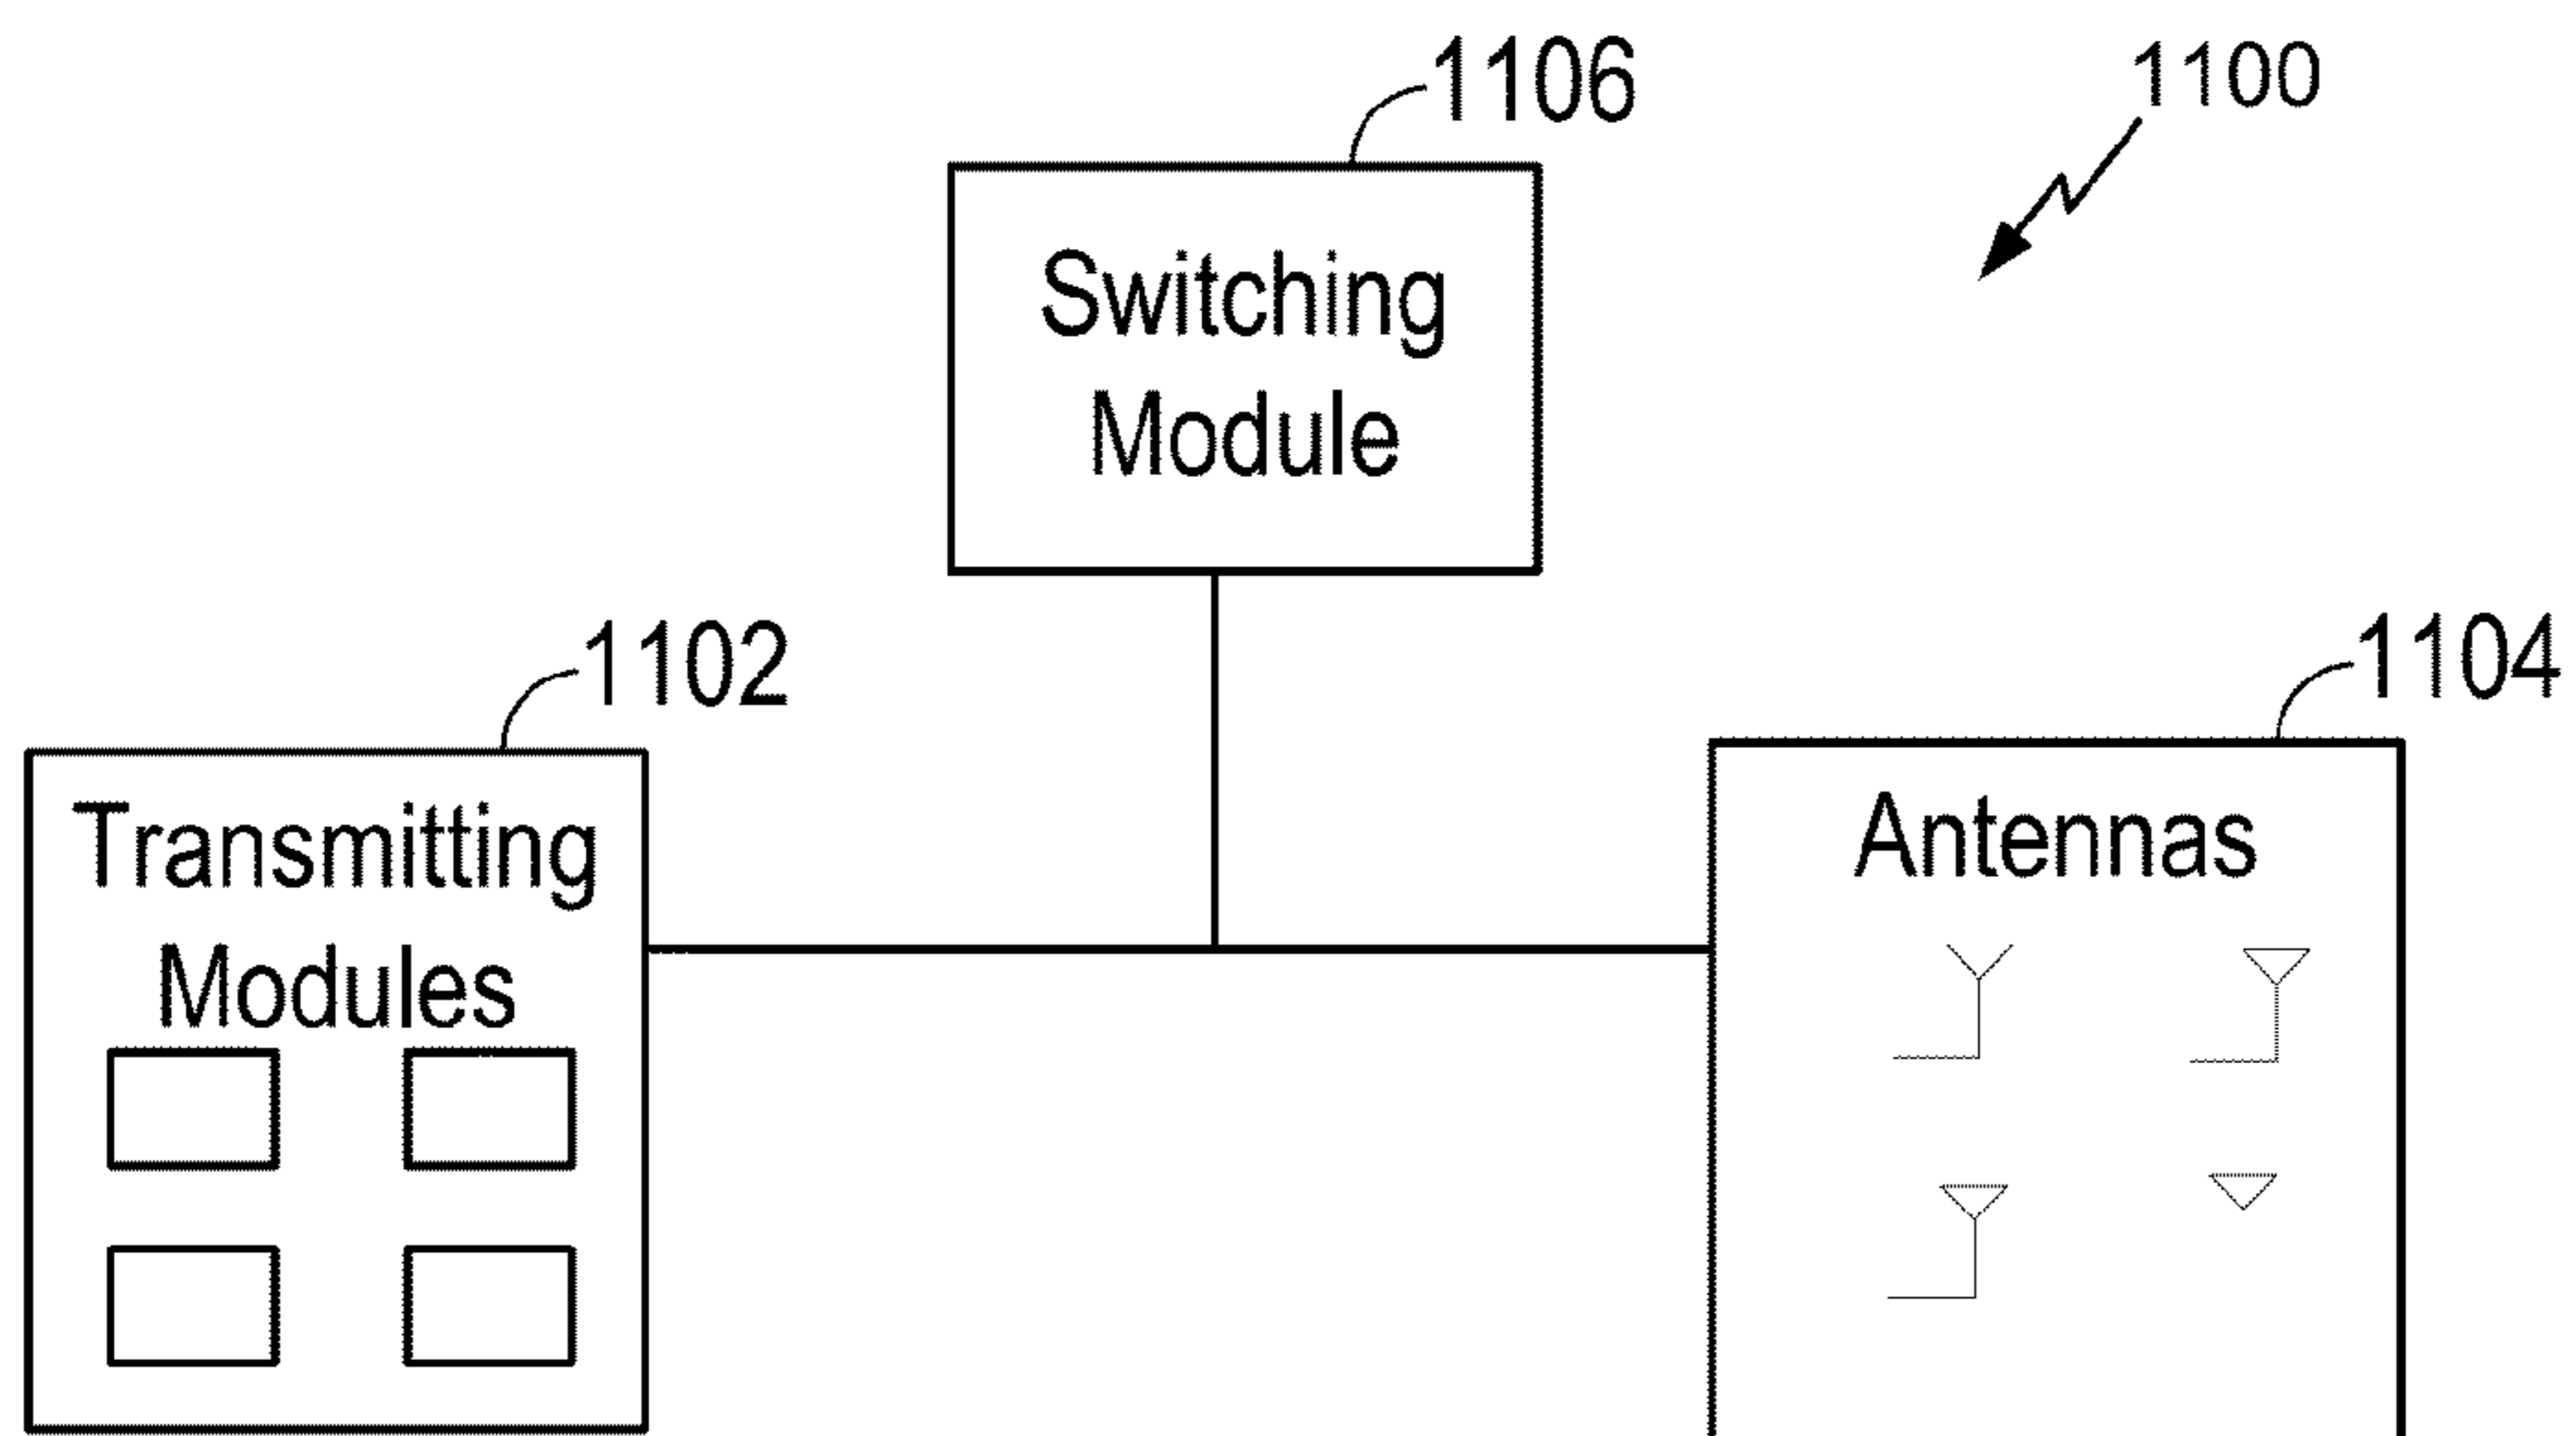 1106
1100
Switching
Module
1102
1104
Transmitting
Modules
Antennas